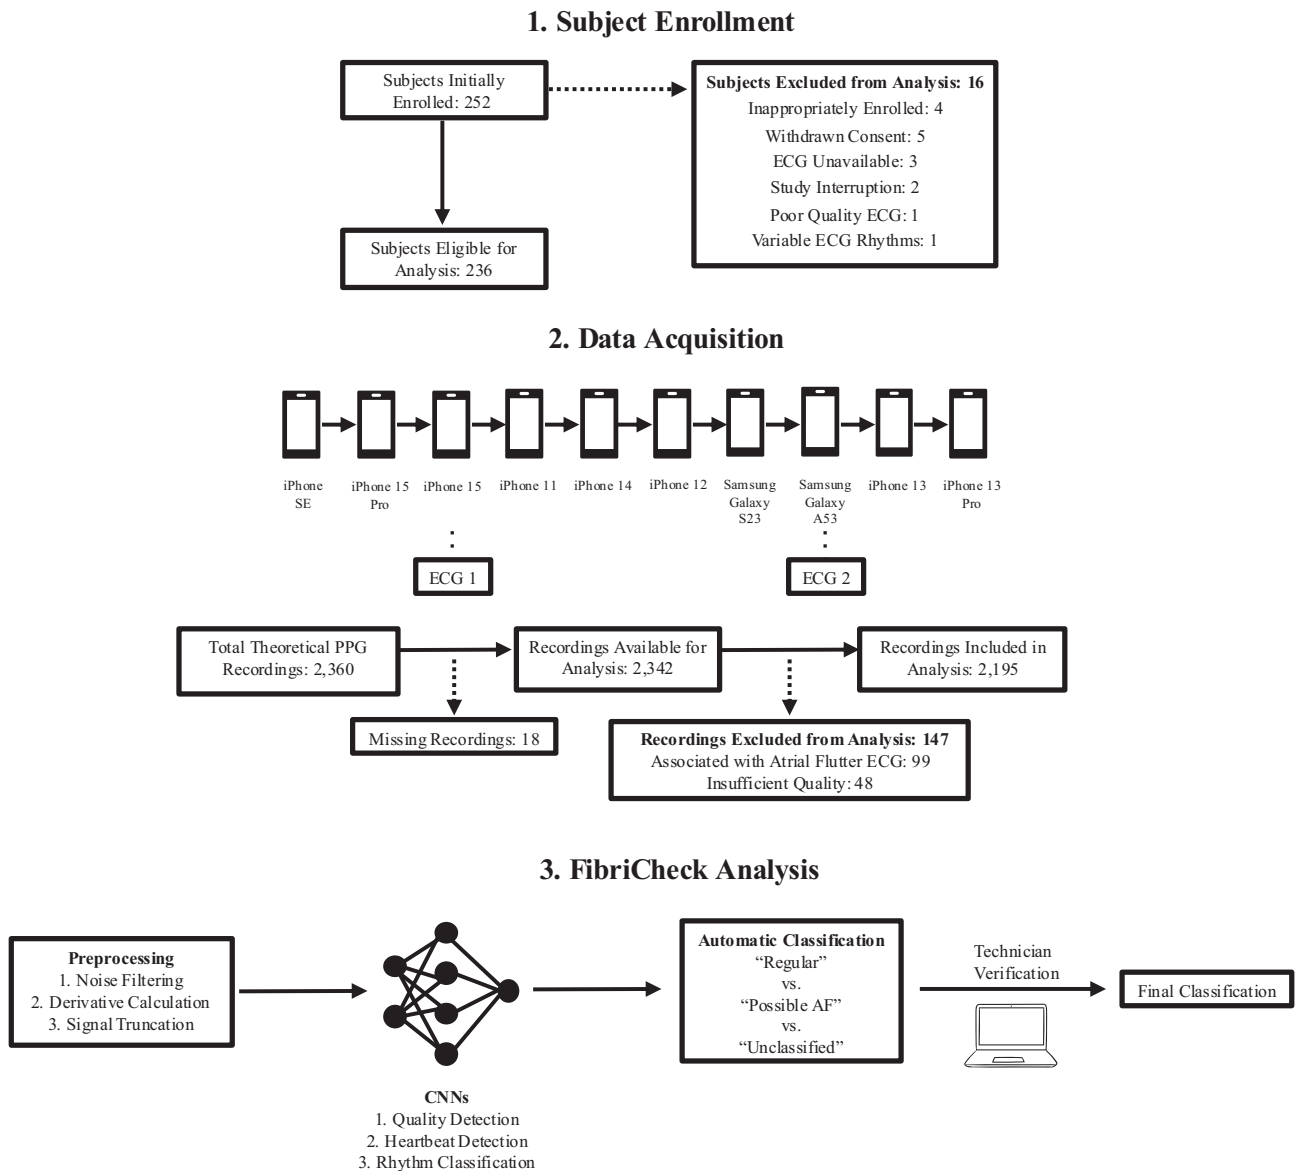 1. Subject Enrollment
Subjects Initially
Enrolled: 252
Subjects Excluded from Analysis: 16
Inappropriately Enrolled: 4
Withdrawn Consent: 5
ECG Unavailable: 3
Study Interruption: 2
Poor Quality ECG: 1
Variable ECG Rhythms: 1
Subjects Eligible for
Analysis: 236
2. Data Acquisition
iPhone
SE
iPhone 15
Pro
iPhone 15
iPhone 11
iPhone 14
iPhone 12
Samsung
Galaxy
S23
Samsung
Galaxy
A53
iPhone 13
iPhone 13
Pro
ECG 1
ECG 2
Total Theoretical PPG
Recordings: 2,360
Recordings Available for
Analysis: 2,342
Recordings Included in
Analysis: 2,195
Missing Recordings: 18
Recordings Excluded from Analysis: 147
Associated with Atrial Flutter ECG: 99
Insufficient Quality: 48
3. FibriCheck Analysis
Preprocessing
1. Noise Filtering
2. Derivative Calculation
3. Signal Truncation
CNNs
1. Quality Detection
2. Heartbeat Detection
3. Rhythm Classification
Automatic Classification
“Regular”
vs.
“Possible AF”
vs.
“Unclassified”
Technician
Verification
Final Classification